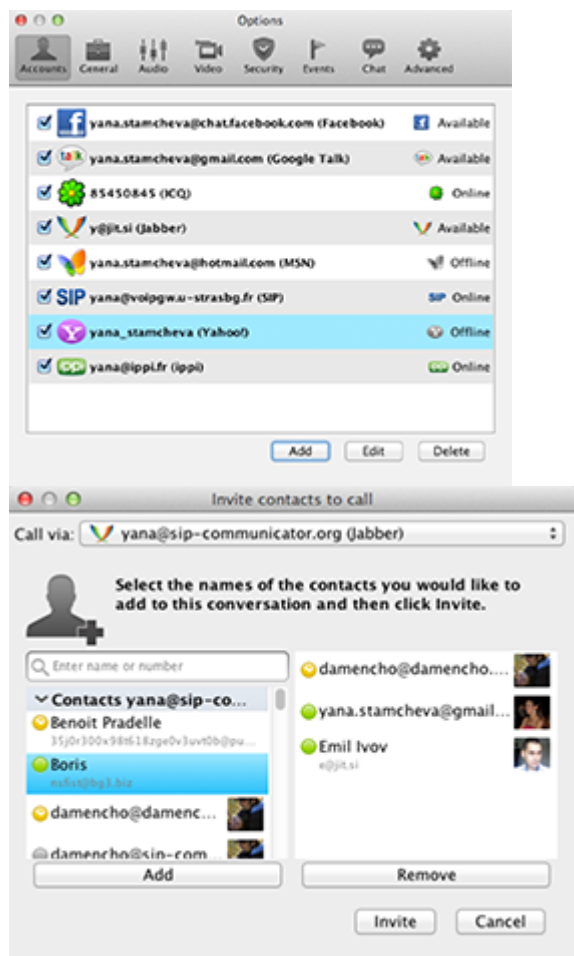 Options
Accounts General Audio Video Security Events Chat Advanced
yana.stamcheva@chat.facebook.com (Facebook) Available
talk yana.stamcheva@gmail.com (Google Talk) Available
85450845 (ICQ) Online
y@jit.si (Jabber) Available
yana.stamcheva@hotmail.com (MSN) Offline
SIP yana@voipgw.u-strasbg.fr (SIP) SIP Online
yana_stamcheva (Yahoo!) Offline
ippi yana@ippi.fr (ippi) Online
Add Edit Delete
Invite contacts to call
Call via: yana@sip-communicator.org (Jabber)
Select the names of the contacts you would like to
add to this conversation and then click Invite.
Enter name or number
Contacts yana@sip-co...
Benoit Pradelle
Boris
damencho@damenc...
damencho@sip-com...
Add
damencho@damencho....
yana.stamcheva@gmail...
Emil Ivov
e@jit.si
Remove
Invite Cancel